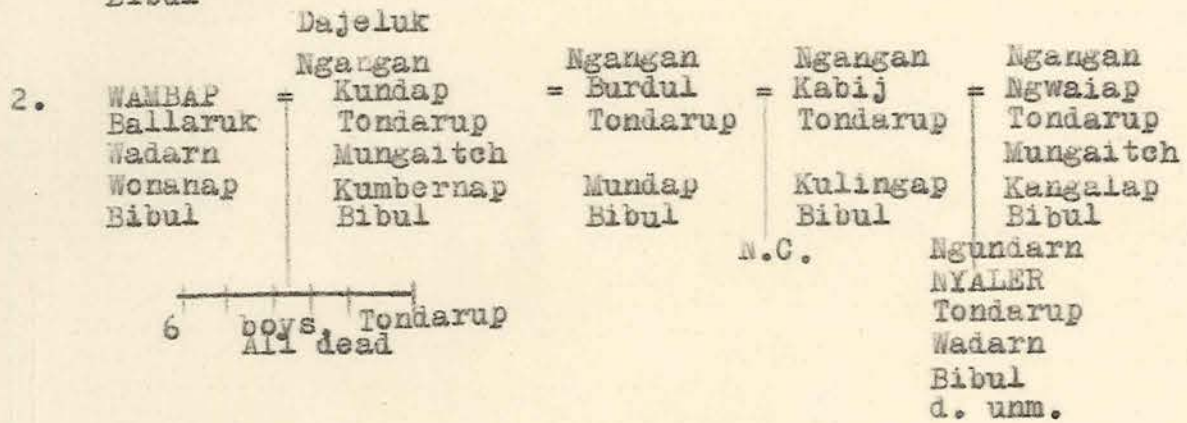 Bibul
Dajeluk
Ngangan Ngangan Ngangan Ngangan
2. WAMBAP = Kundap = Burdul = Kabij = Ngwaiap
Ballaruk Tondarup Tondarup Tondarup Tondarup
Wadarn Mungaitch Mungaitch
Wonanap Kumbernap Mundap Kulingap Kangalap
Bibul Bibul Bibul Bibul Bibul
N.C. Ngundarn
NYALER
6 boys, Tondarup Tondarup
All dead Wadarn
Bibul
d. unm.